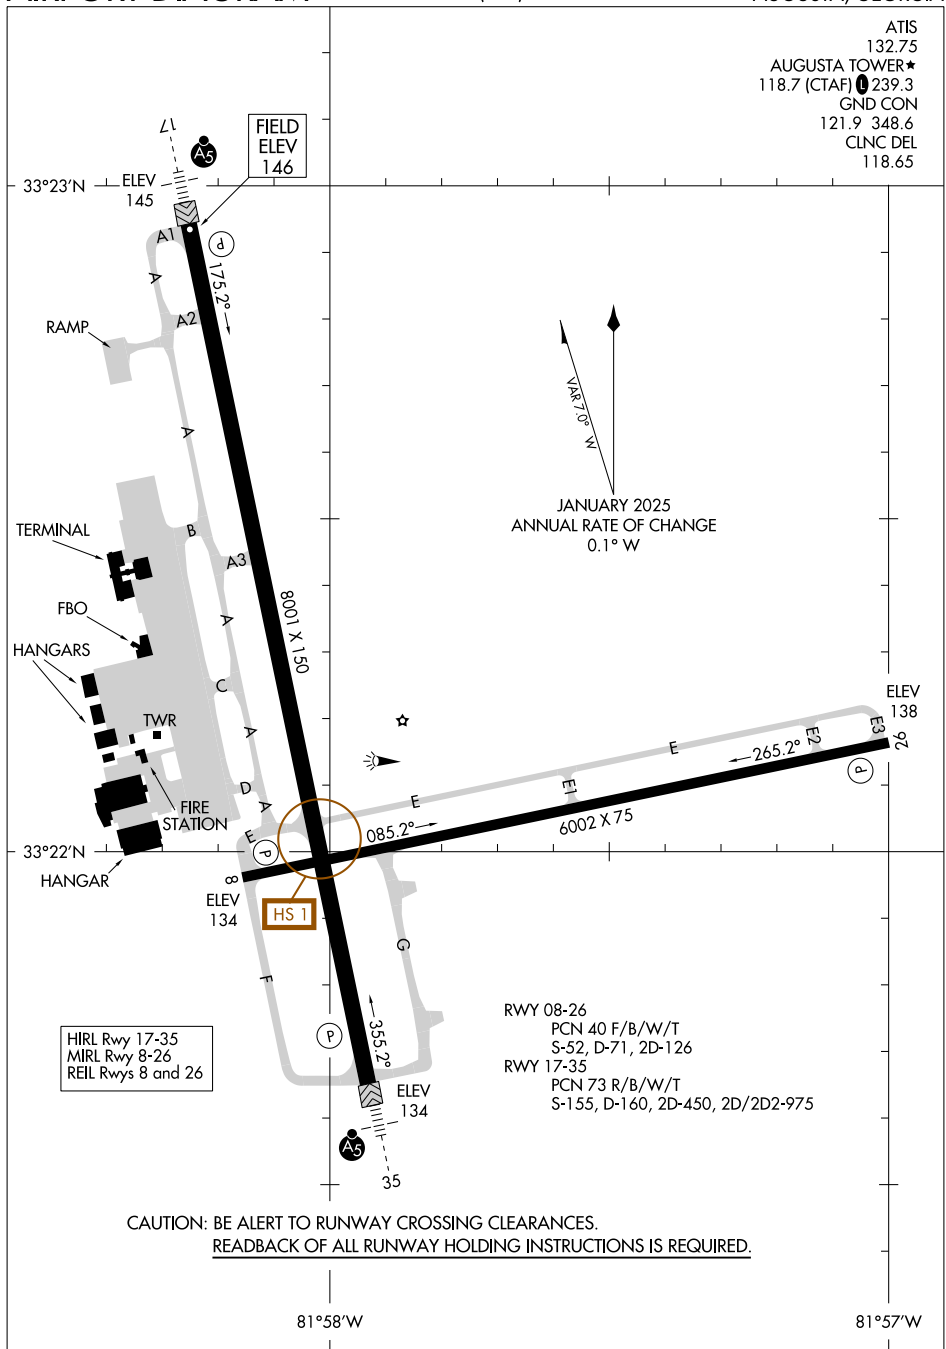 ATIS
132.75
AUGUSTA TOWER★
118.7 (CTAF) L 239.3
GND CON
121.9 348.6
CLNC DEL
118.65
17
A5
FIELD
ELEV
146
33°23'N
ELEV
145
A1
P
A
175.2°
A2
RAMP
VAR 7.0° W
A
JANUARY 2025
ANNUAL RATE OF CHANGE
0.1° W
TERMINAL
B
A3
8001 X 150
FBO
A
HANGARS
C
ELEV
138
TWR
A
E
E2
E3
26
265.2°
P
D
E1
FIRE
STATION
A
E
6002 X 75
E
085.2°
33°22'N
P
HANGAR
8
ELEV
134
HS 1
G
F
RWY 08-26
PCN 40 F/B/W/T
S-52, D-71, 2D-126
RWY 17-35
PCN 73 R/B/W/T
S-155, D-160, 2D-450, 2D/2D2-975
P
355.2°
HIRL Rwy 17-35
MIRL Rwy 8-26
REIL Rwys 8 and 26
ELEV
134
A5
35
CAUTION: BE ALERT TO RUNWAY CROSSING CLEARANCES.
READBACK OF ALL RUNWAY HOLDING INSTRUCTIONS IS REQUIRED.
81°58'W
81°57'W